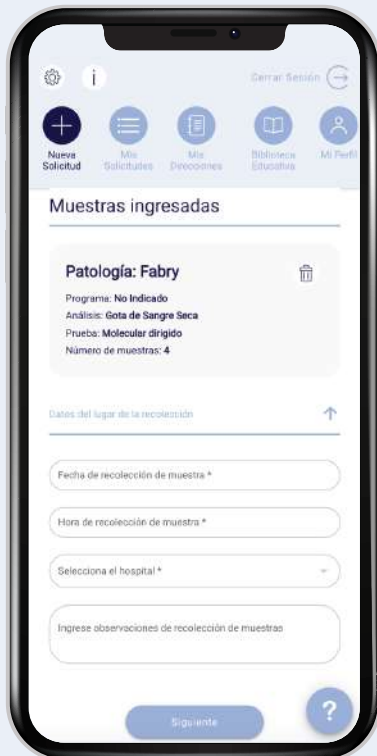 i
Cerrar Sesión
Nueva Solicitud
Mis Solicitudes
Mis Direcciones
Biblioteca Educativa
Mi Perfil
Muestras ingresadas
Patología: Fabry
Programa: No Indicado
Análisis: Gota de Sangre Seca
Prueba: Molecular dirigido
Número de muestras: 4
Datos del lugar de la recolección
Fecha de recolección de muestra *
Hora de recolección de muestra *
Selecciona el hospital *
Ingrese observaciones de recolección de muestras
Siguiente
?